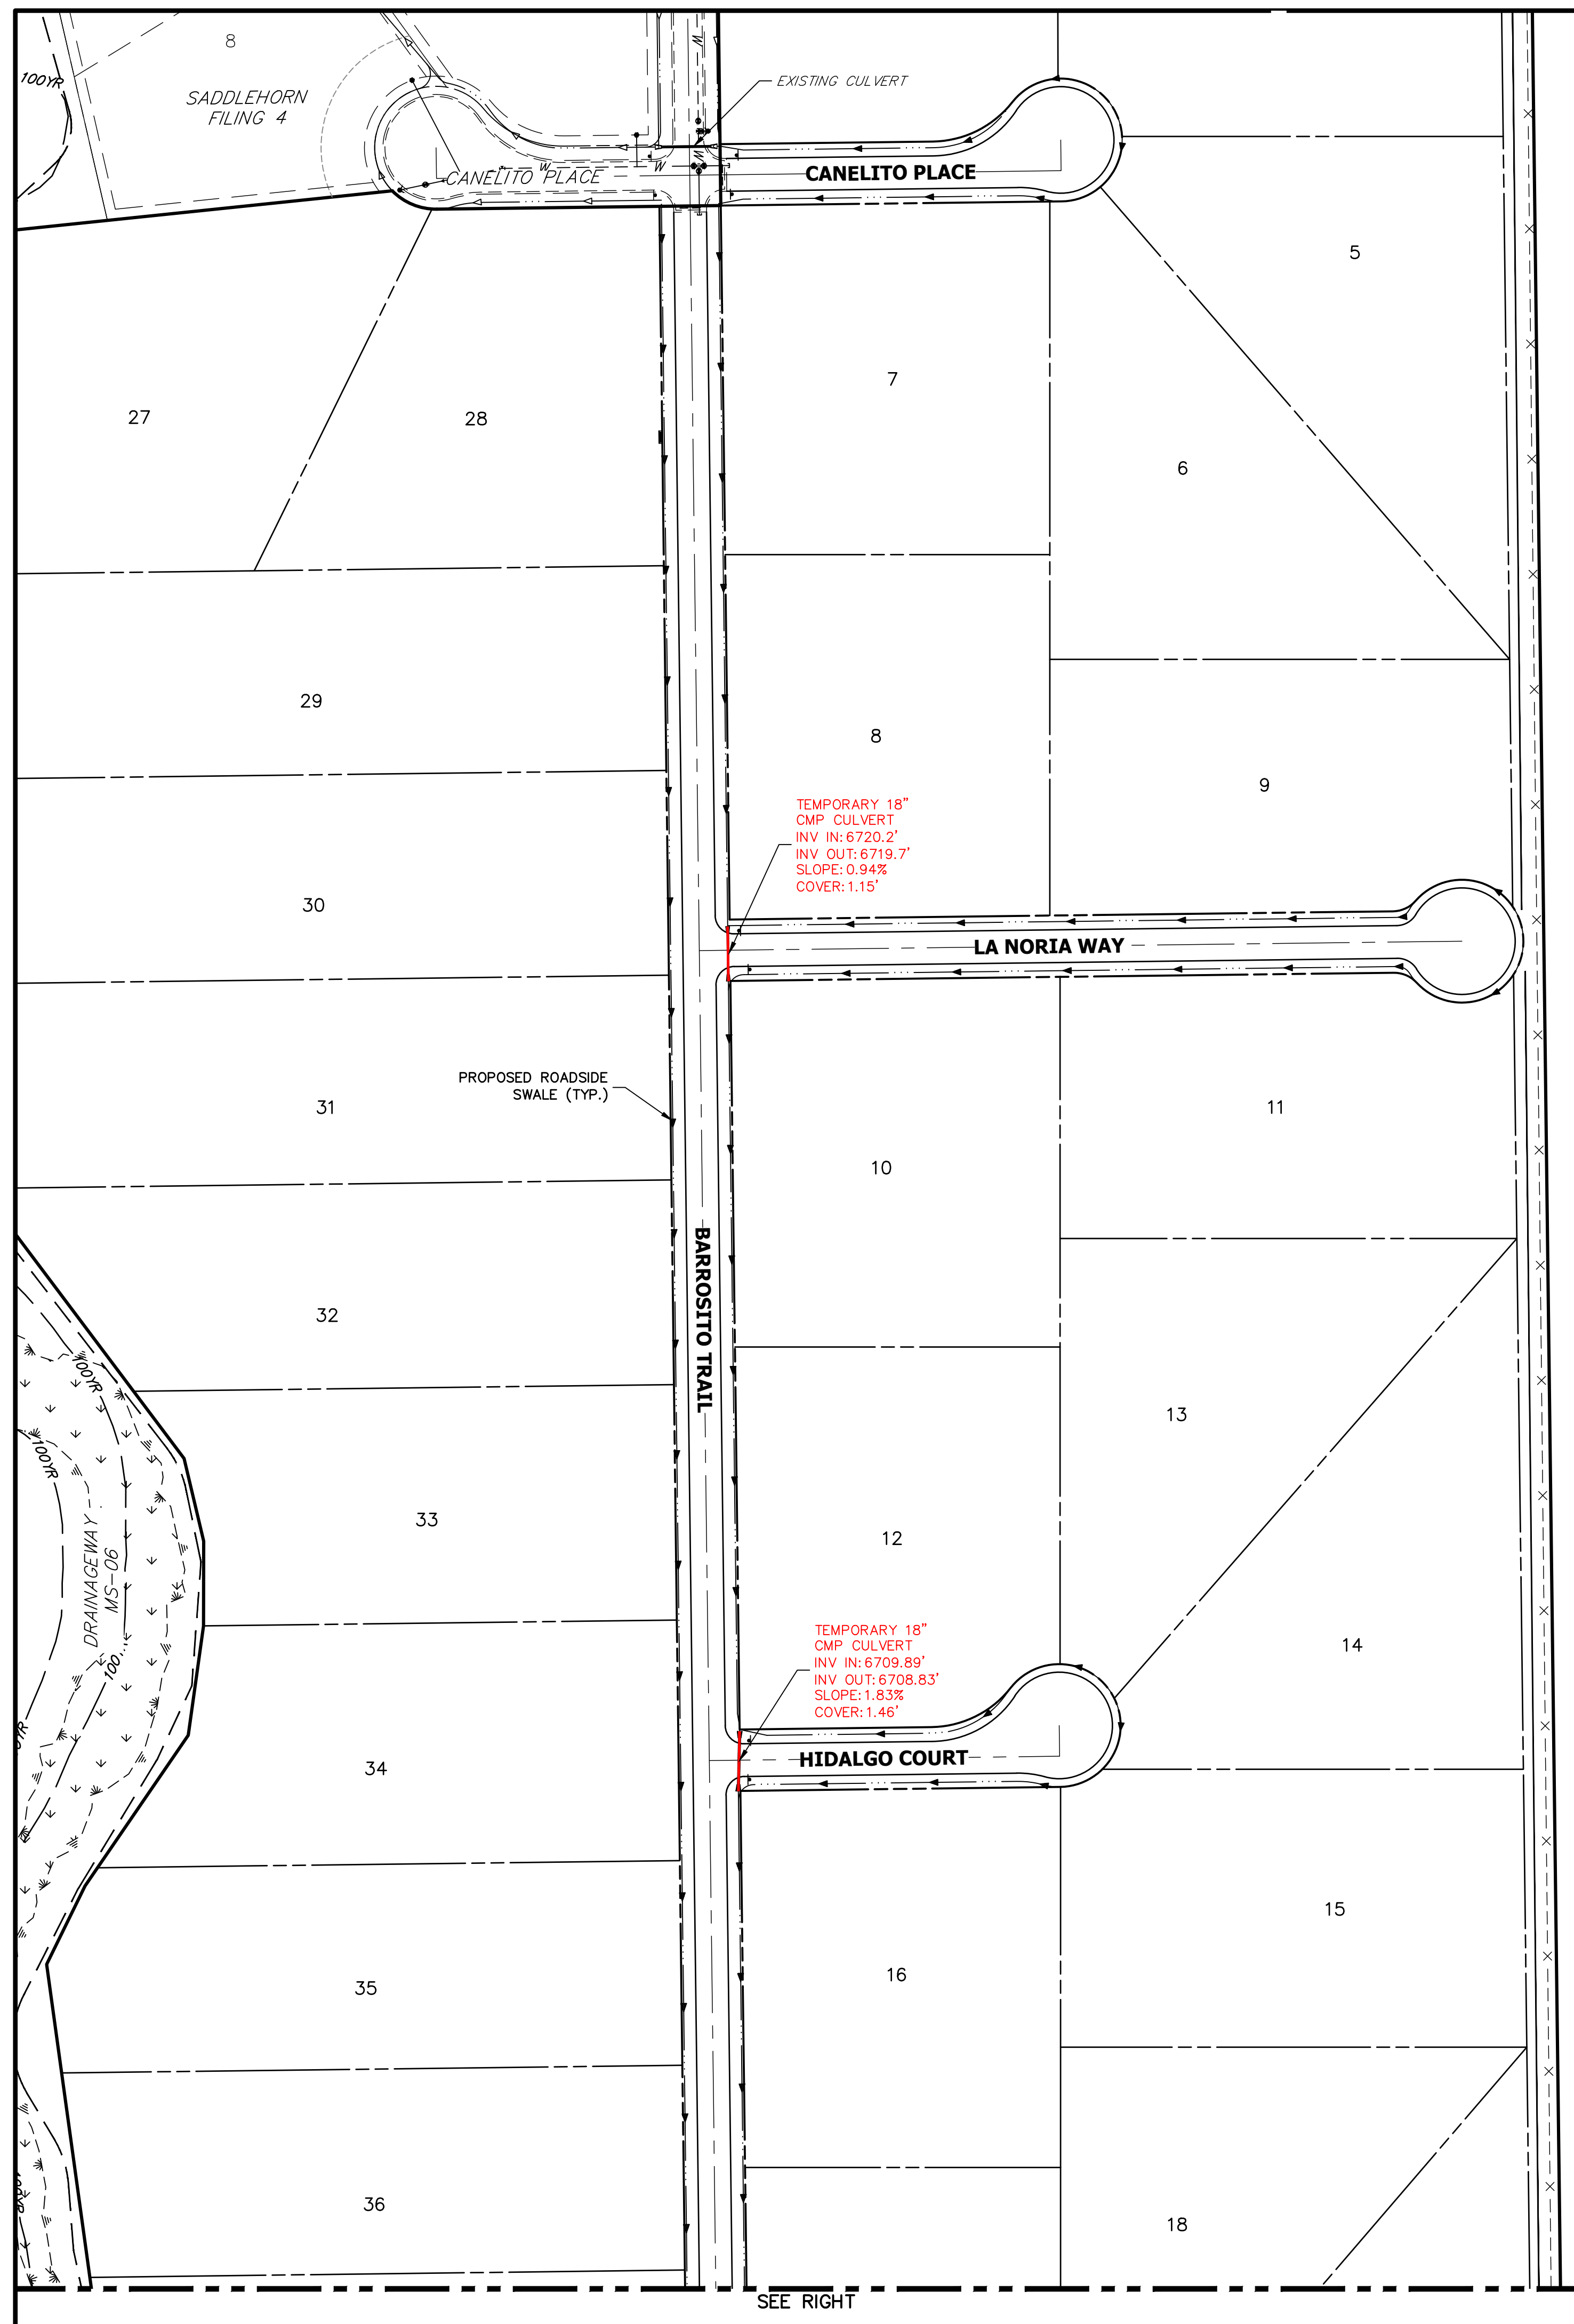 8
100YR
SADDLEHORN
FILING 4
EXISTING CULVERT
W
W
W
W
CANELITO PLACE
CANELITO PLACE
5
7
27
28
6
29
8
9
TEMPORARY 18"
CMP CULVERT
INV IN: 6720.2'
INV OUT: 6719.7'
SLOPE: 0.94%
COVER: 1.15'
30
LA NORIA WAY
PROPOSED ROADSIDE
SWALE (TYP.)
31
11
10
BARROSITO TRAIL
32
100YR
13
100YR
33
12
DRAINAGEWAY
MS-06
100
TEMPORARY 18"
CMP CULVERT
INV IN: 6709.89'
INV OUT: 6708.83'
SLOPE: 1.83%
COVER: 1.46'
14
HIDALGO COURT
34
15
16
35
36
18
SEE RIGHT